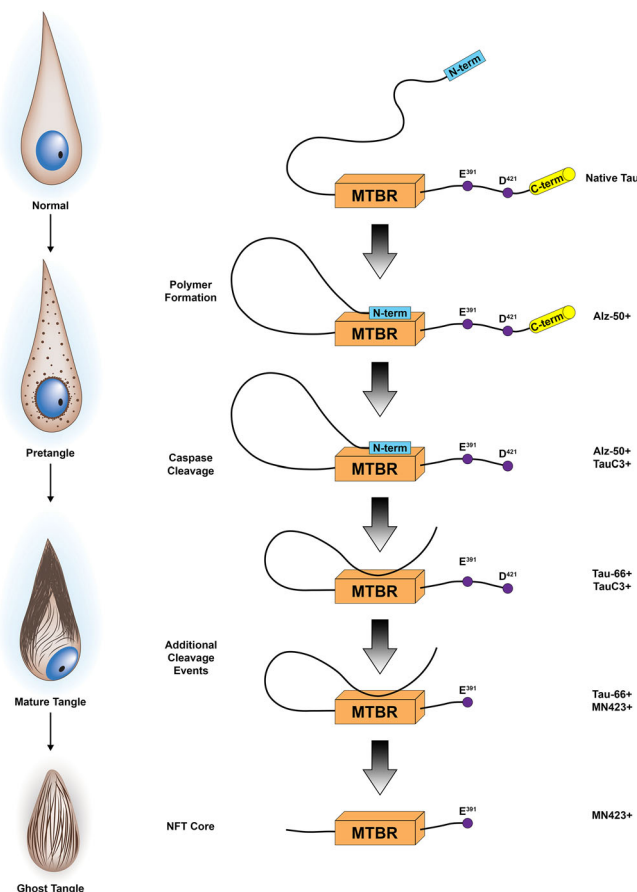 N-term
E391
D421
C-term
MTBR
Native Tau
Normal
Polymer
Formation
N-term
MTBR
E391
D421
C-term
Alz-50+
Pretangle
Caspase
Cleavage
N-term
MTBR
E391
D421
Alz-50+
TauC3+
MTBR
E391
D421
Tau-66+
TauC3+
Mature Tangle
Additional
Cleavage
Events
MTBR
E391
Tau-66+
MN423+
NFT Core
MTBR
E391
MN423+
Ghost Tangle